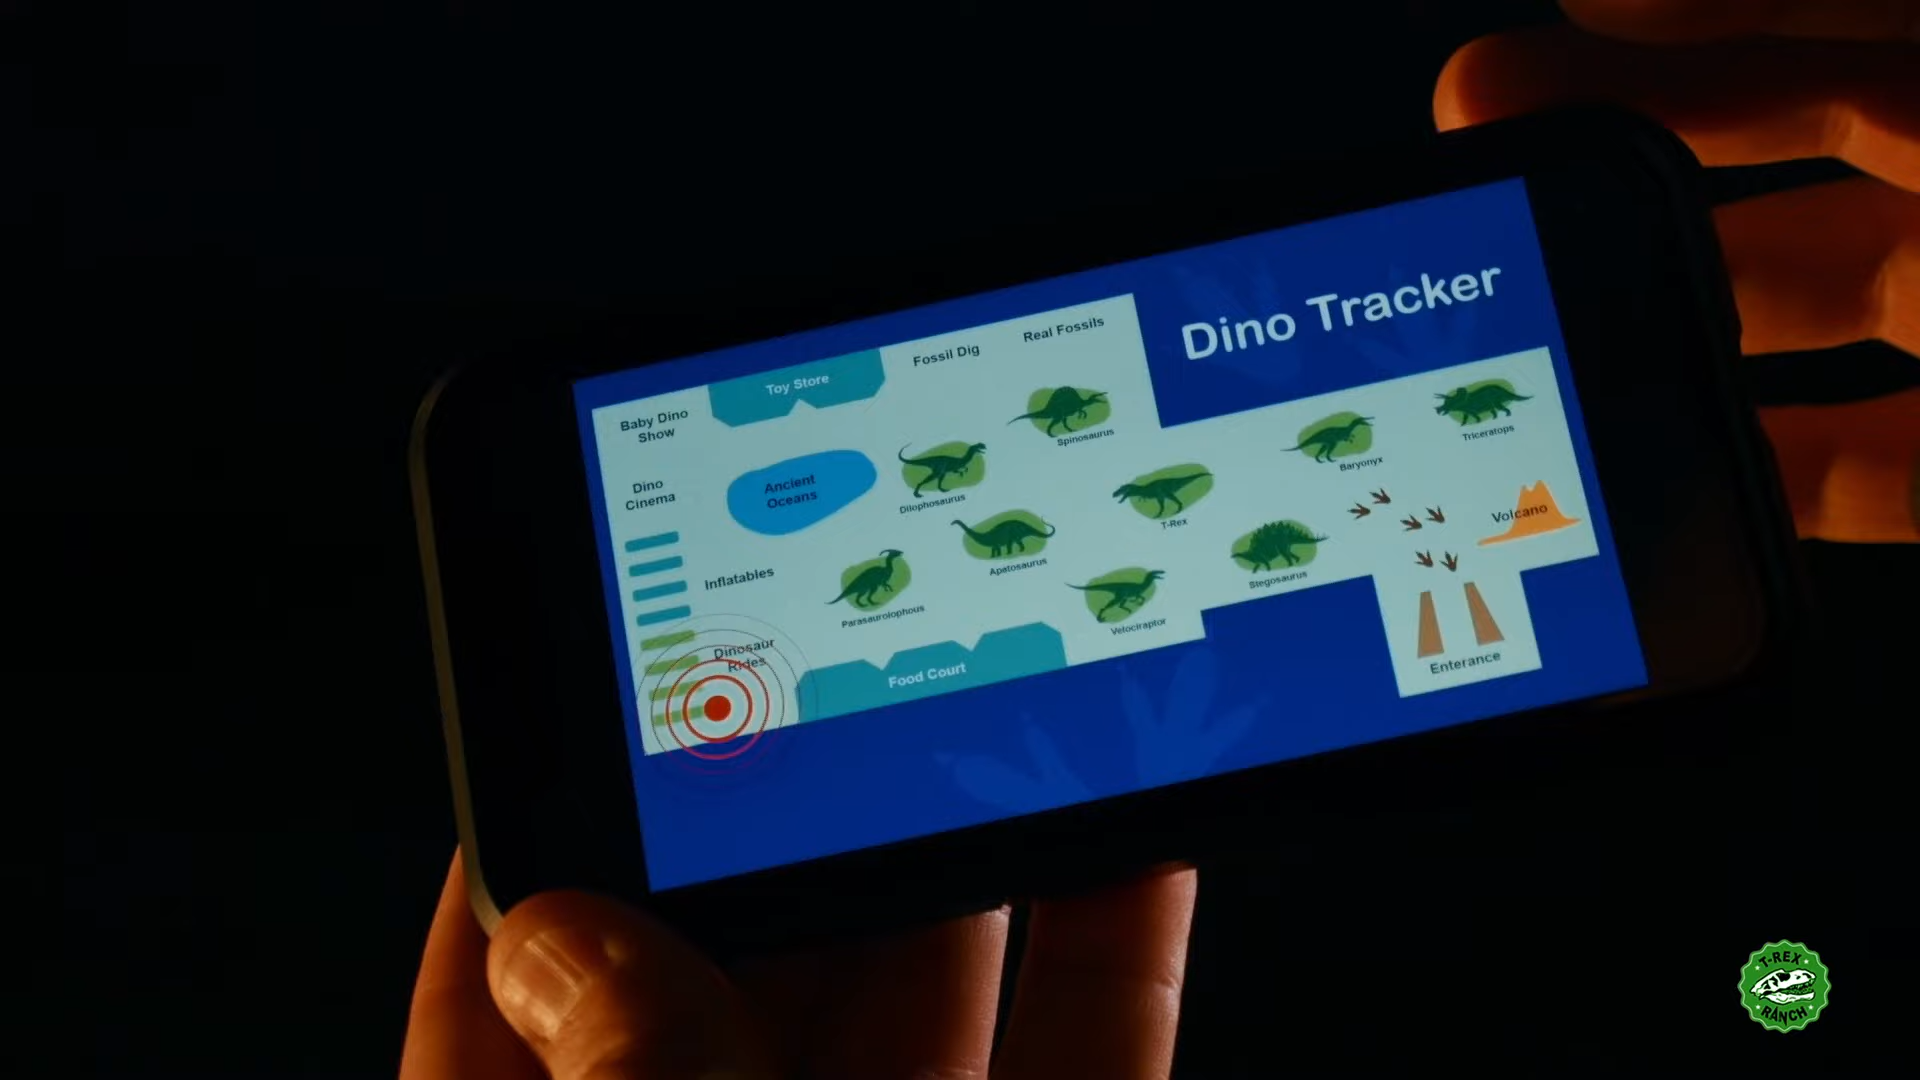 Dino Tracker
Real Fossils
Fossil Dig
Toy Store
Baby Dino
Show
Spinosaurus
Triceratops
Baryonyx
Dino
Cinema
Ancient
Oceans
Dilophosaurus
T-Rex
Volcano
Inflatables
Apatosaurus
Stegosaurus
Parasaurolophous
Velociraptor
Dinosaur
Rides
Food Court
Enterance
T-REX
RANCH